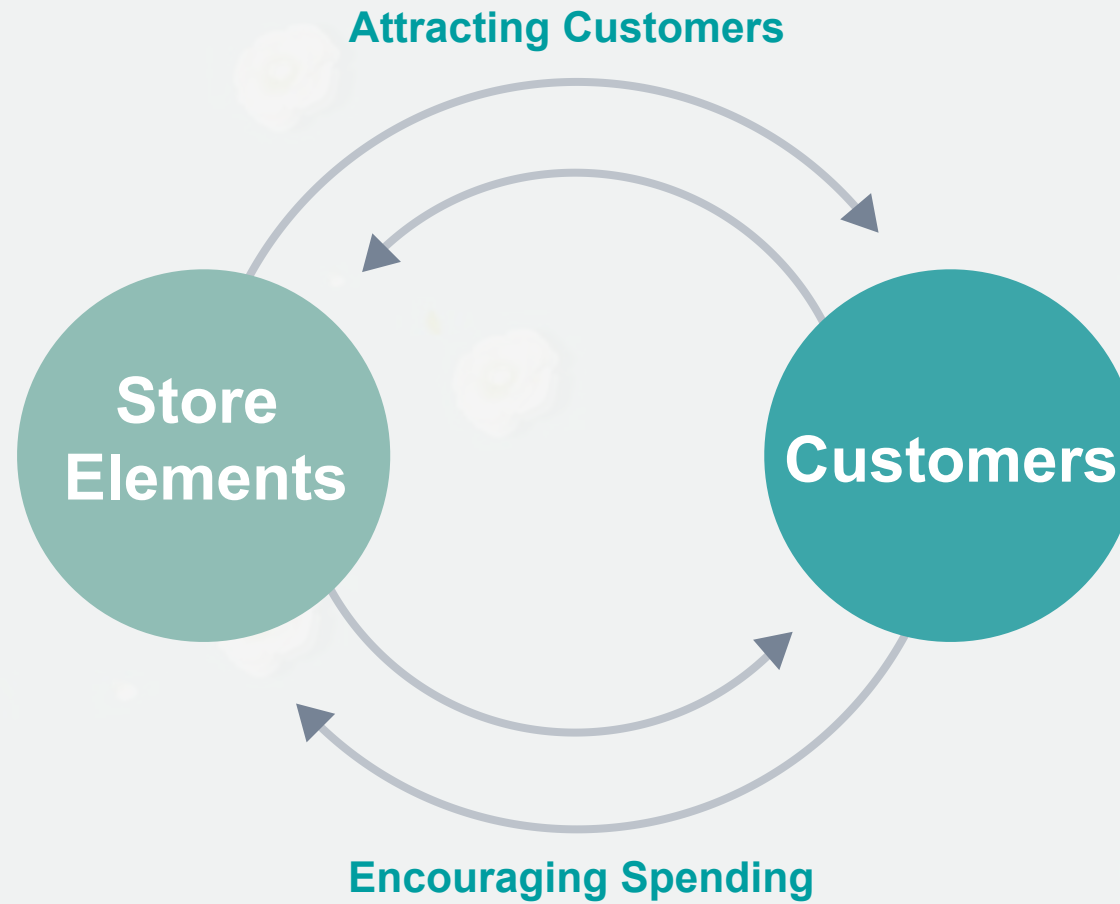 Attracting Customers
Store
Elements
Customers
Encouraging Spending